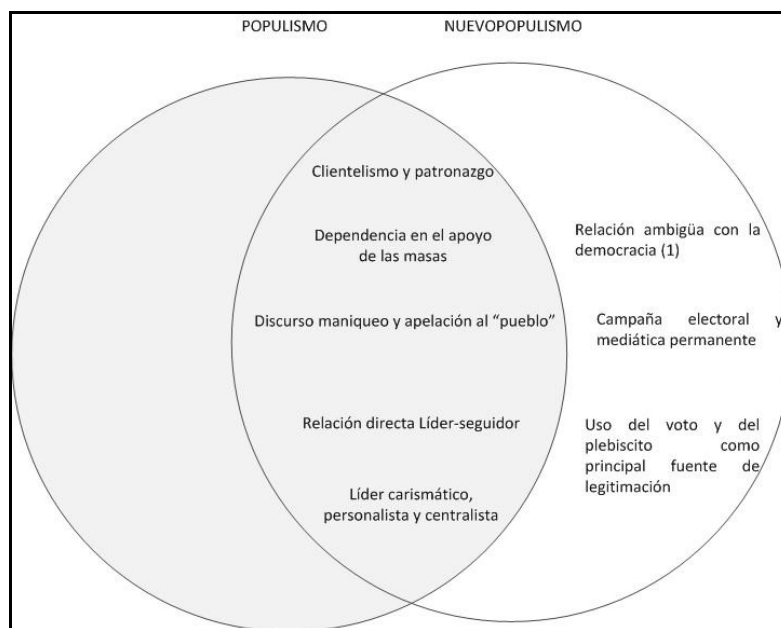 POPULISMO
NUEVOPOPULISMO
Clientelismo y patronazgo
Dependencia en el apoyo
de las masas
Discurso maniqueo y apelación al “pueblo”
Relación directa Líder-seguidor
Líder carismático,
personalista y centralista
Relación ambigüa con la
democracia (1)
Campaña electoral y
mediática permanente
Uso del voto y del
plebiscito como
principal fuente de
legitimación